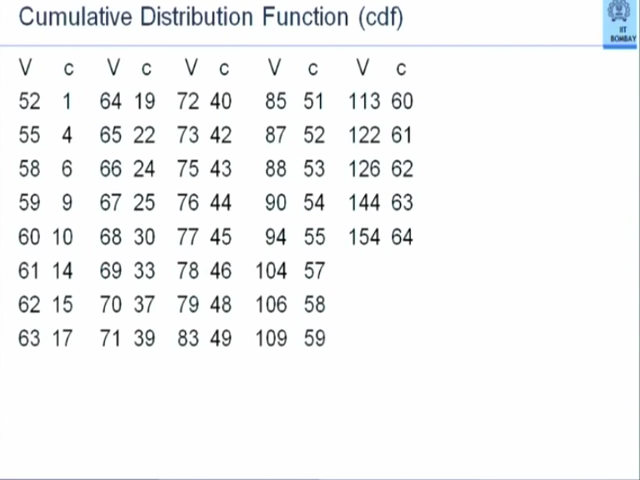 Cumulative Distribution Function (cdf)
IIT
BOMBAY
V c V c V c V c V c
52 1 64 19 72 40 85 51 113 60
55 4 65 22 73 42 87 52 122 61
58 6 66 24 75 43 88 53 126 62
59 9 67 25 76 44 90 54 144 63
60 10 68 30 77 45 94 55 154 64
61 14 69 33 78 46 104 57
62 15 70 37 79 48 106 58
63 17 71 39 83 49 109 59